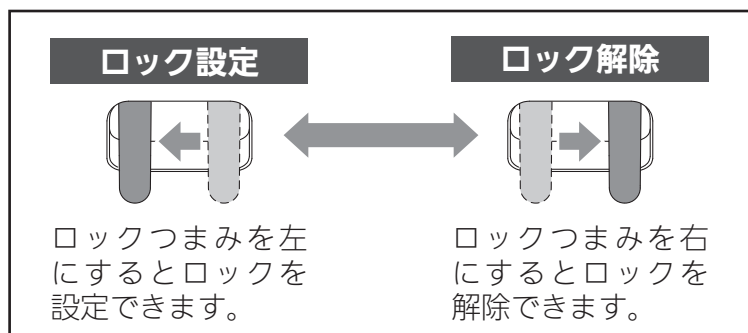 ロック設定
ロックつまみを左
にするとロックを
設定できます。
ロック解除
ロックつまみを右
にするとロックを
解除できます。